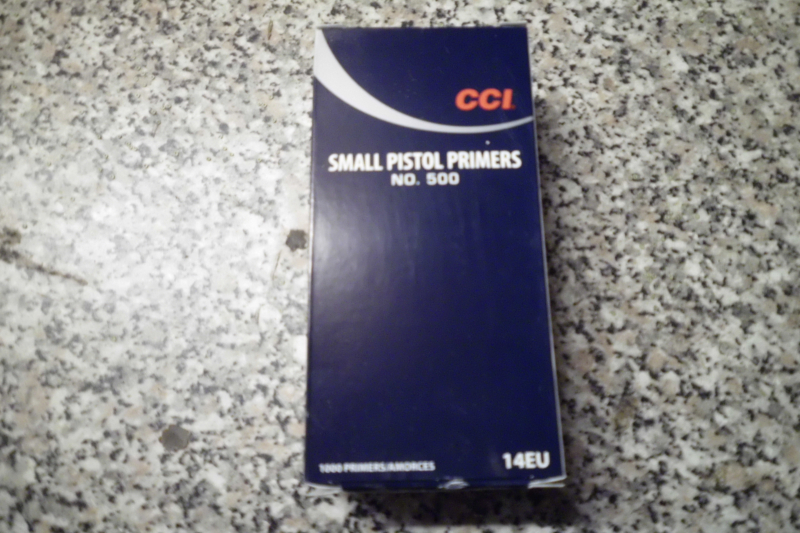 CCI
SMALL PISTOL PRIMERS
NO. 500
1000 PRIMERS/AMORCES
14EU